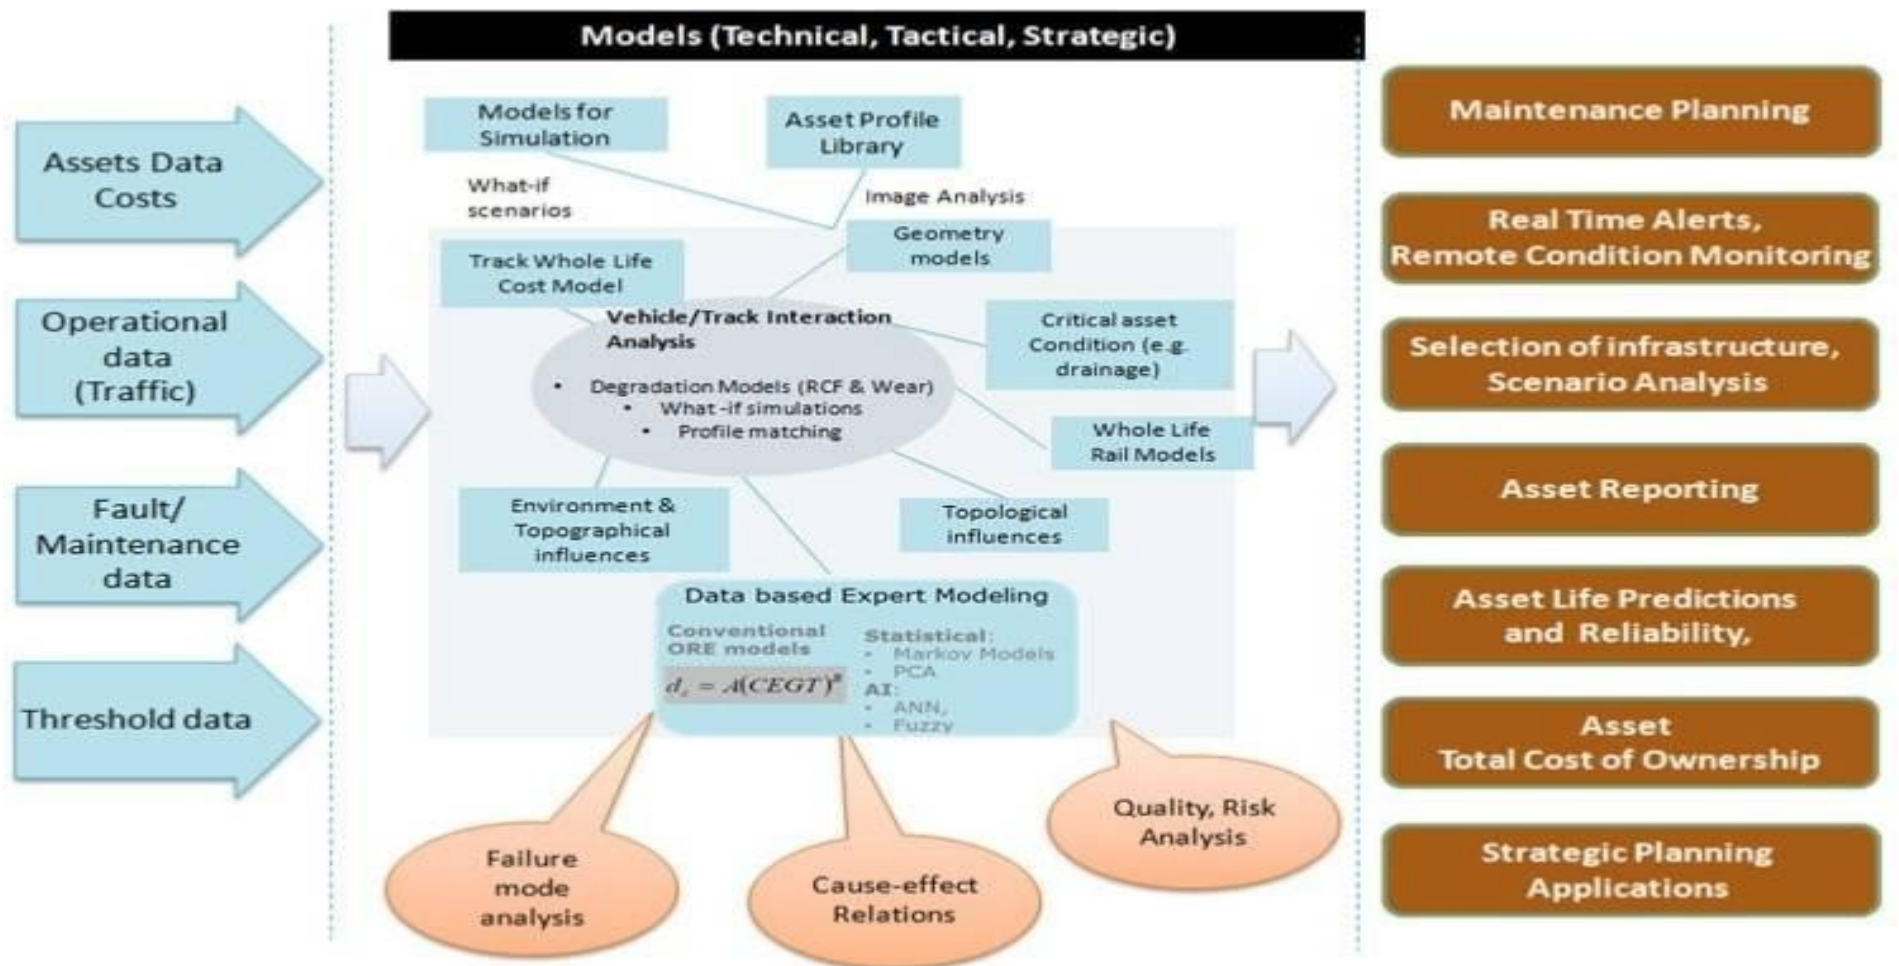 Models (Technical, Tactical, Strategic)
Assets Data
Costs
Operational
data
(Traffic)
Fault/
Maintenance
data
Threshold data
Models for
Simulation
Asset Profile
Library
What-if
scenarios
Image Analysis
Geometry
models
Track Whole Life
Cost Model
Vehicle/Track Interaction
Analysis
• Degradation Models (RCF & Wear)
• What -if simulations
• Profile matching
Critical asset
Condition (e.g.
drainage)
Whole Life
Rail Models
Environment &
Topographical
influences
Topological
influences
Data based Expert Modeling
Conventional
ORE models
Statistical:
• Markov Models
• PCA
AI:
• ANN,
• Fuzzy
Failure
mode
analysis
Cause-effect
Relations
Quality, Risk
Analysis
Maintenance Planning
Real Time Alerts,
Remote Condition Monitoring
Selection of infrastructure,
Scenario Analysis
Asset Reporting
Asset Life Predictions
and Reliability,
Asset
Total Cost of Ownership
Strategic Planning
Applications